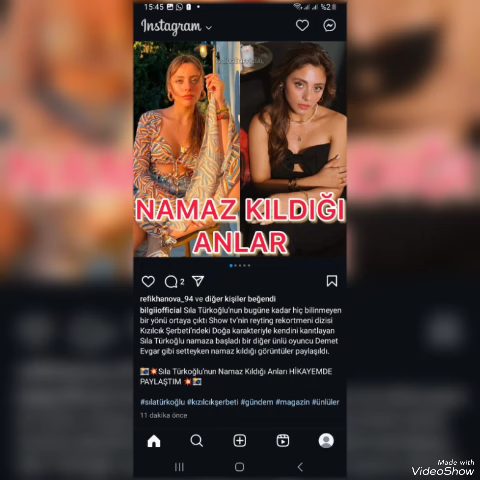 15:45
%28
Instagram
NAMAZ KILDIĞI
ANLAR
2
refikhanova_94 ve diğer kişiler beğendi
bilgiiofficial Sıla Türkoğlu'nun bugüne kadar hiç bilinmeyen
bir yönü ortaya çıktı Show tv'nin reyting rekortmeni dizisi
Kızılcık Şerbeti'ndeki Doğa karakteriyle kendini kantlayan
Sıla Türkoğlu namaza başladı bir diğer ünlü oyuncu Demet
Evgar gibi setteyken namaz kıldığı görüntüler paylaşıldı.
Sıla Türkoğlu'nun Namaz Kıldığı Anları HİKAYEMDE
PAYLAŞTIM
#sılatürkoğlu #kızılcıkşerbeti #gündem #magazin #ünlüler
11 dakika önce
Made with
VideoShow